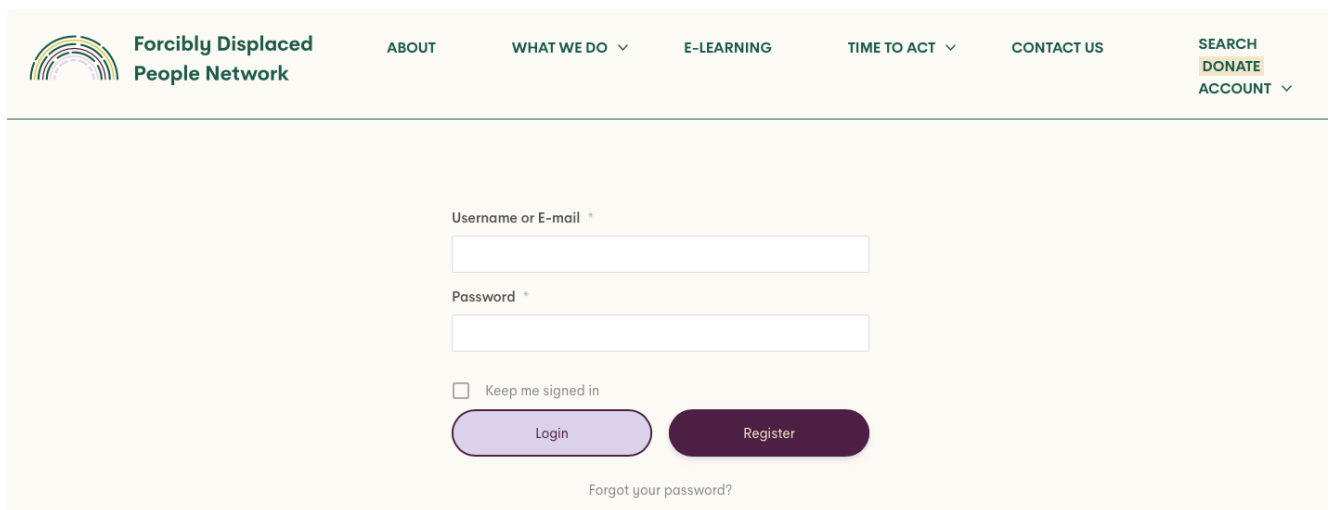 Forcibly Displaced
People Network
ABOUT
WHAT WE DO
E-LEARNING
TIME TO ACT
CONTACT US
SEARCH
DONATE
ACCOUNT
Username or E-mail *
Password *
Keep me signed in
Login
Register
Forgot your password?